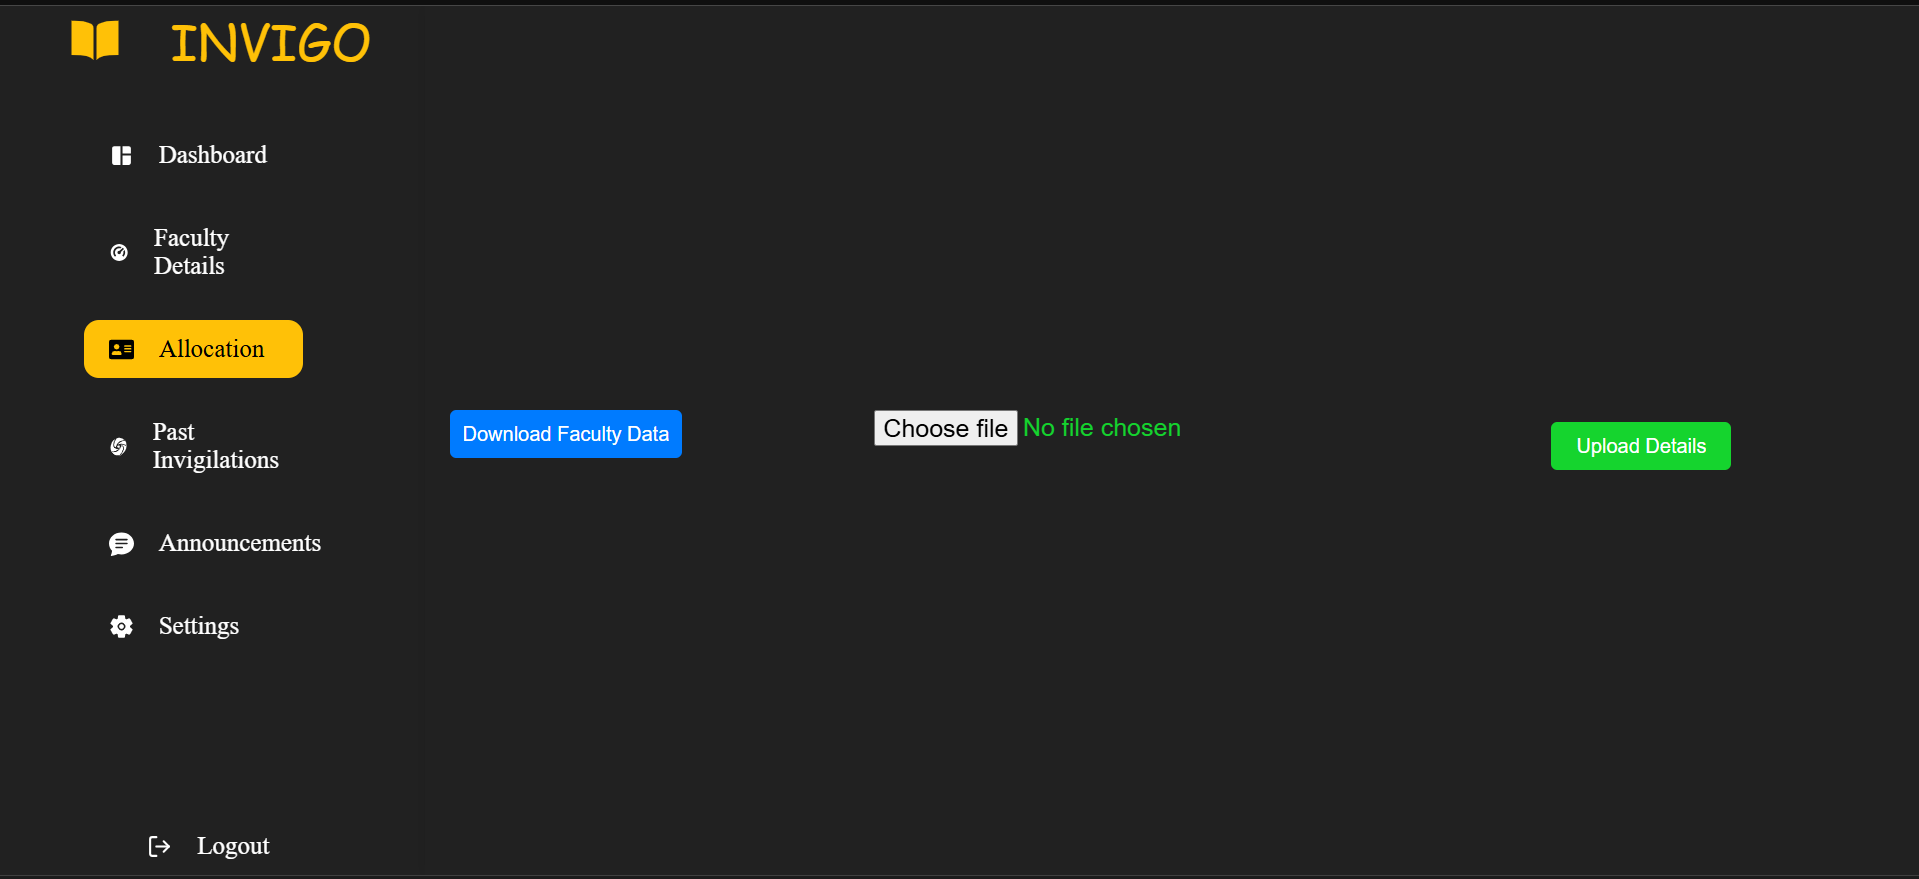 INVIGO
Dashboard
Faculty
Details
Allocation
Past
Invigilations
Announcements
Settings
Logout
Download Faculty Data
Choose file No file chosen
Upload Details